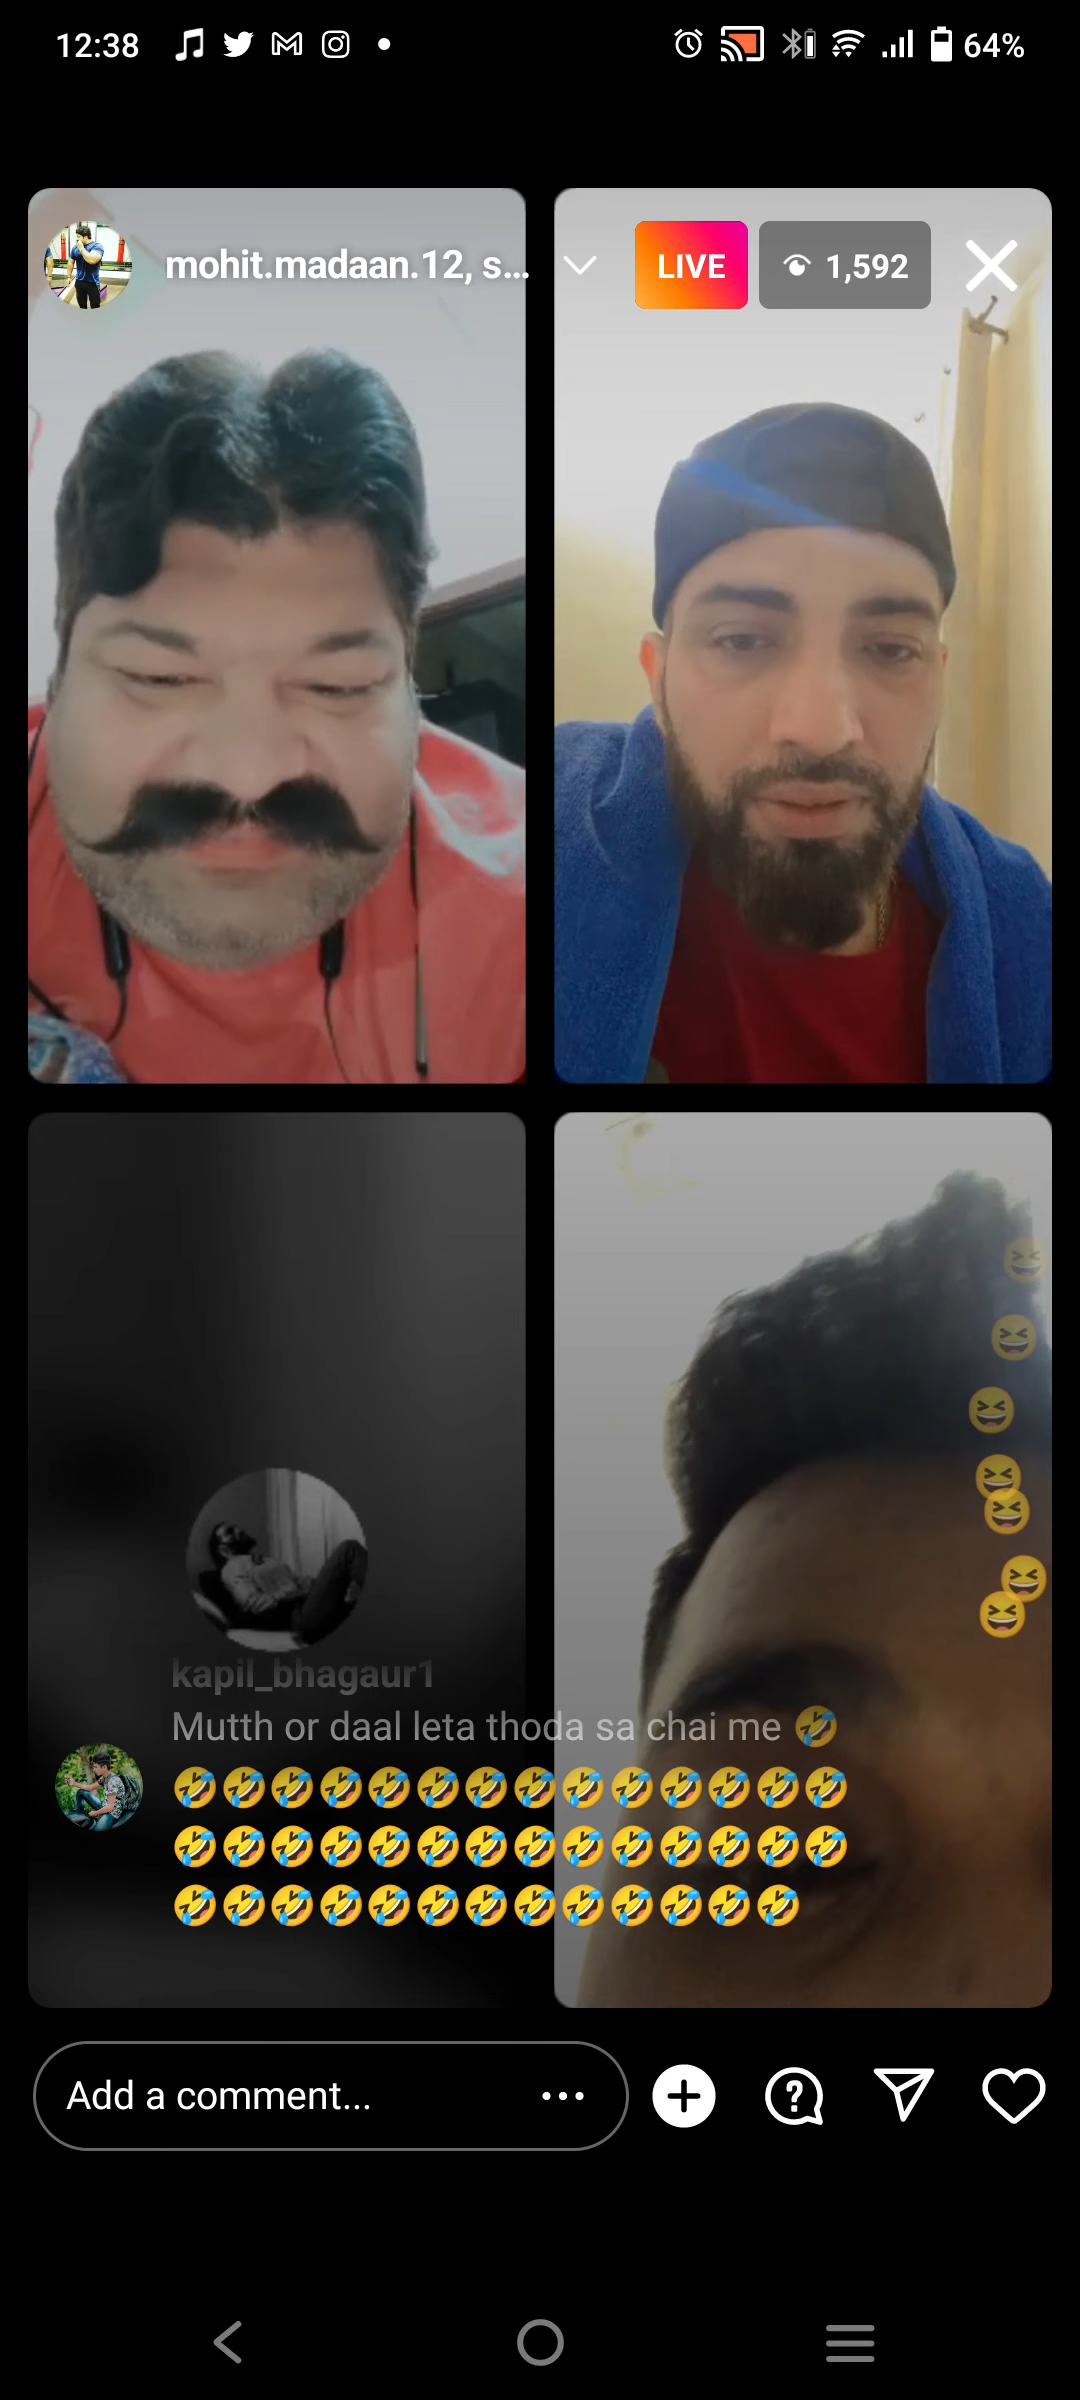 12:38
64%
mohit.madaan.12, s...
LIVE
1,592
kapil_bhagaur1
Mutth or daal leta thoda sa chai me 🤣
🤣🤣🤣🤣🤣🤣🤣🤣🤣🤣🤣🤣🤣🤣
🤣🤣🤣🤣🤣🤣🤣🤣🤣🤣🤣🤣🤣🤣
🤣🤣🤣🤣🤣🤣🤣🤣🤣🤣🤣🤣🤣
Add a comment...